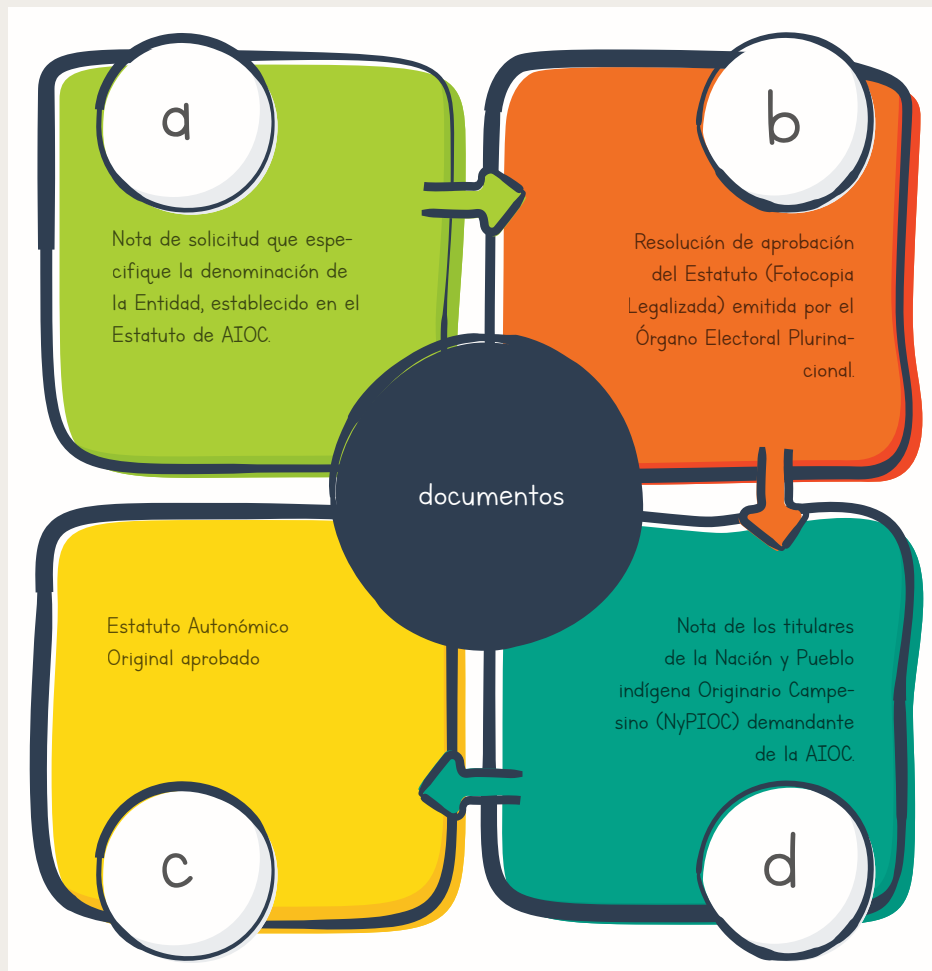 a
Nota de solicitud que espe-
cifique la denominación de
la Entidad, establecido en el
Estatuto de AIOC.
b
Resolución de aprobación
del Estatuto (Fotocopia
Legalizada) emitida por el
Órgano Electoral Plurina-
cional.
documentos
Estatuto Autonómico
Original aprobado
c
Nota de los titulares
de la Nación y Pueblo
indígena Originario Campe-
sino (NyPIOC) demandante
de la AIOC.
d